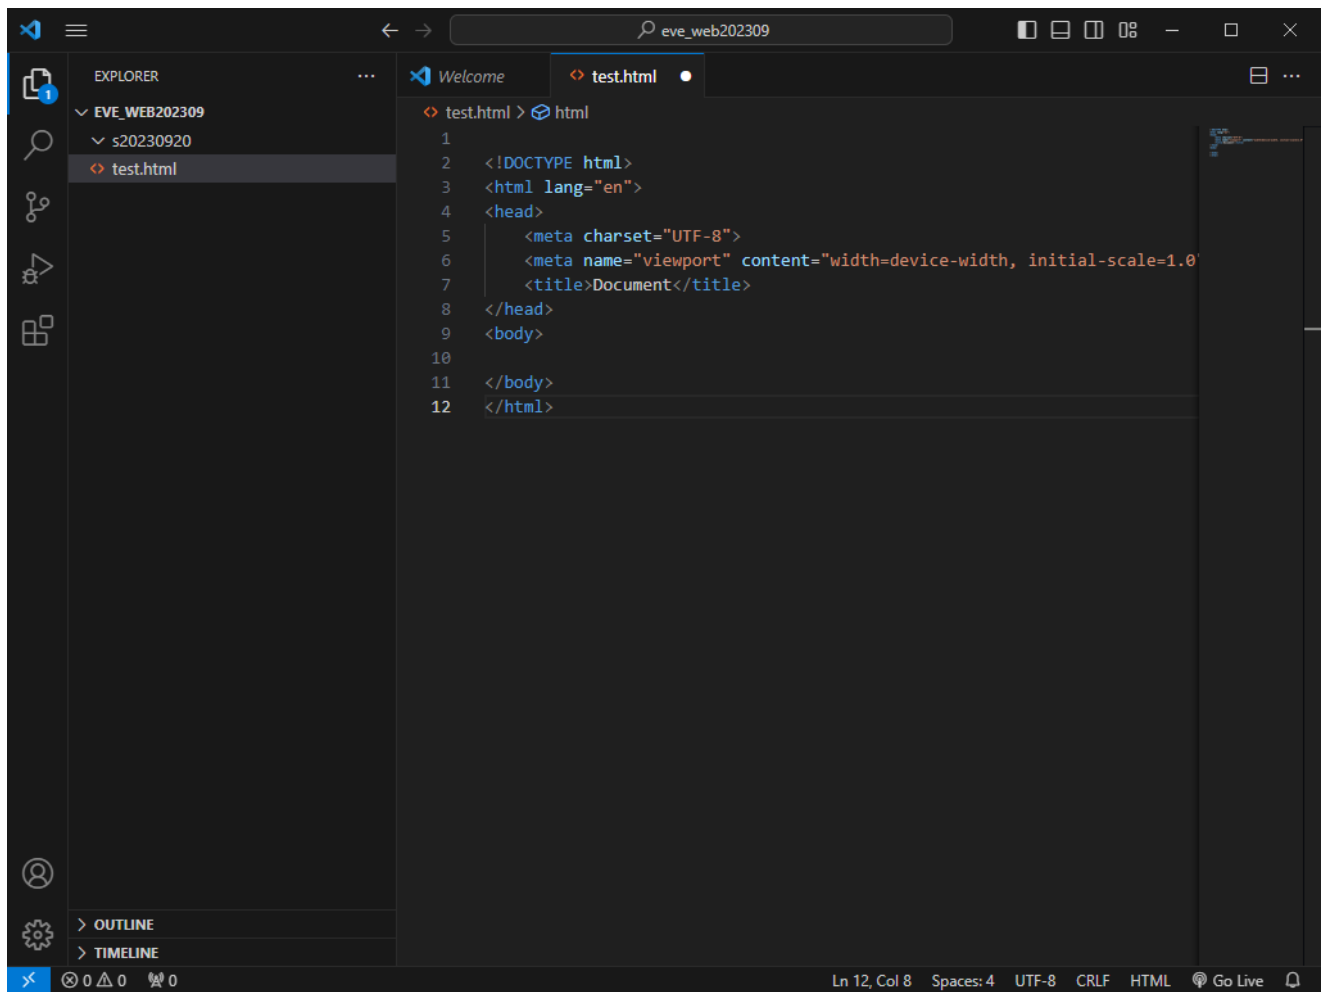 eve_web202309
EXPLORER ...
Welcome
test.html
1
EVE_WEB202309
s20230920
test.html
test.html > html
1
2 <!DOCTYPE html>
3 <html lang="en">
4 <head>
5 <meta charset="UTF-8">
6 <meta name="viewport" content="width=device-width, initial-scale=1.0
7 <title>Document</title>
8 </head>
9 <body>
10
11 </body>
12 </html>
OUTLINE
TIMELINE
0 0 0 Ln 12, Col 8 Spaces: 4 UTF-8 CRLF HTML Go Live